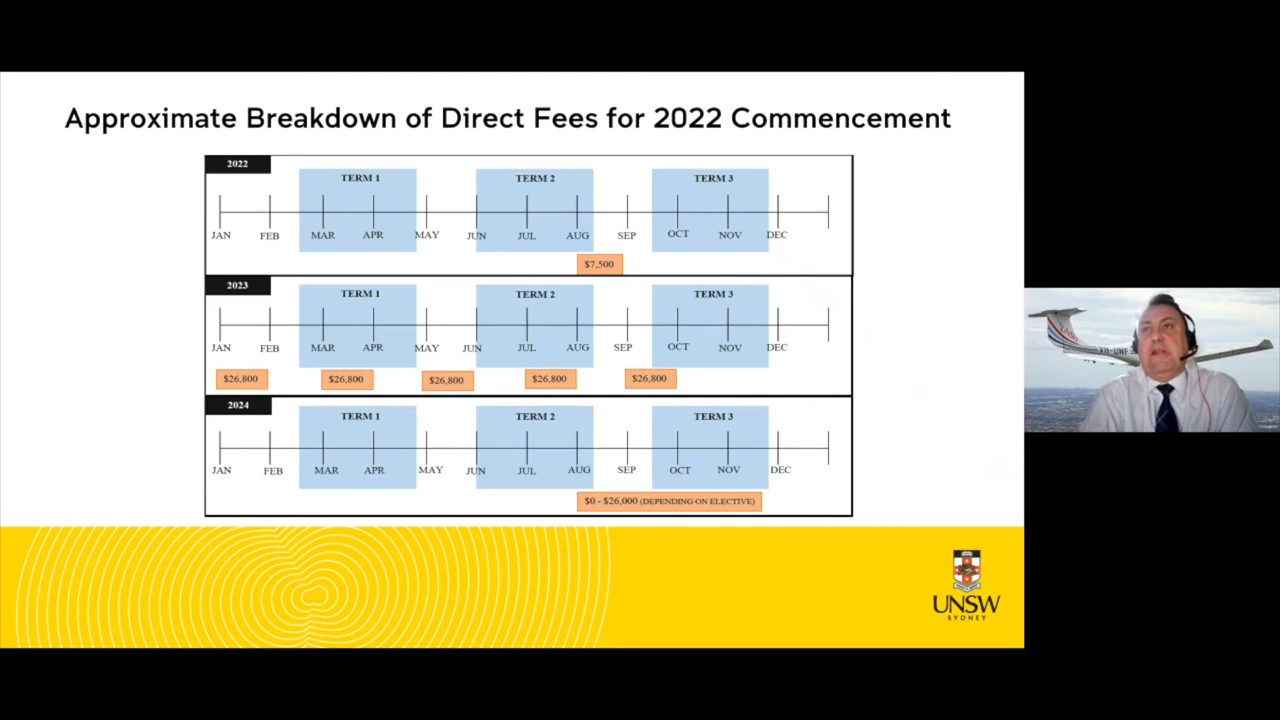 Approximate Breakdown of Direct Fees for 2022 Commencement
2022
TERM 1 TERM 2 TERM 3
JAN FEB MAR APR MAY JUN JUL AUG SEP OCT NOV DEC
$7,500
2023
TERM 1 TERM 2 TERM 3
JAN FEB MAR APR MAY JUN JUL AUG SEP OCT NOV DEC
$26,800 $26,800 $26,800 $26,800 $26,800
2024
TERM 1 TERM 2 TERM 3
JAN FEB MAR APR MAY JUN JUL AUG SEP OCT NOV DEC
$0 - $26,000 (DEPENDING ON ELECTIVE)
VH-UNF
UNSW
SYDNEY